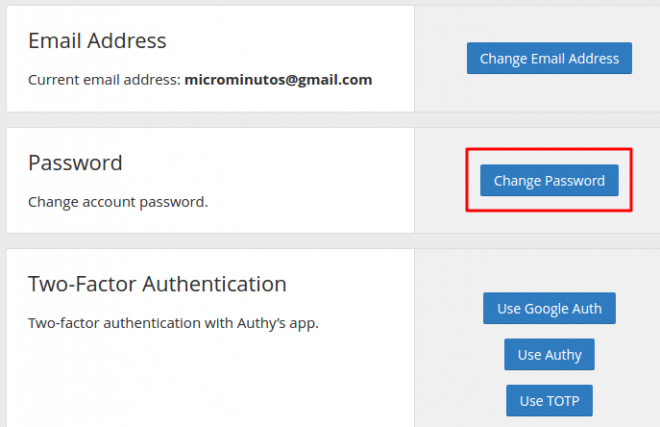 Email Address
Current email address: microminutos@gmail.com
Change Email Address
Password
Change account password.
Change Password
Two-Factor Authentication
Two-factor authentication with Authy's app.
Use Google Auth
Use Authy
Use TOTP